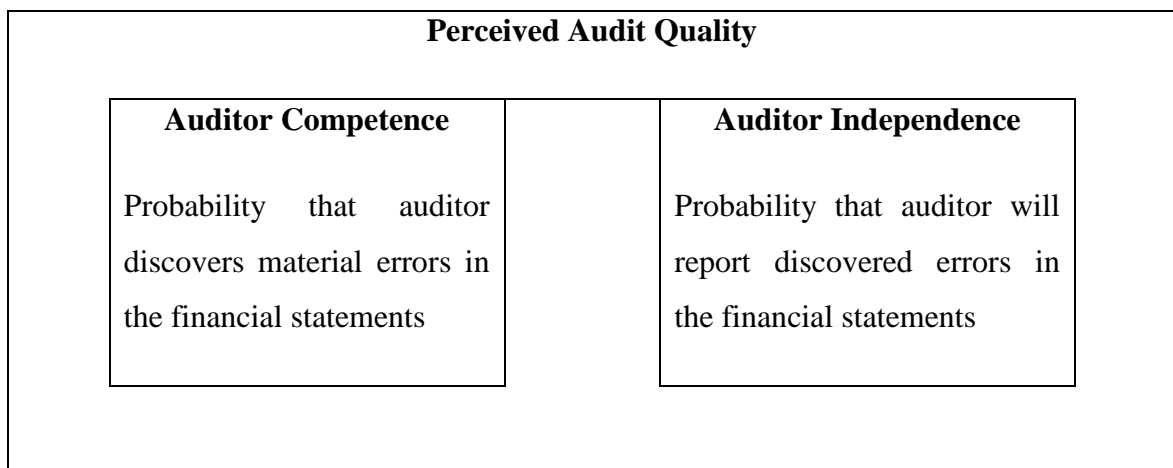 Perceived Audit Quality
Auditor Competence
Probability that auditor
discovers material errors in
the financial statements
Auditor Independence
Probability that auditor will
report discovered errors in
the financial statements